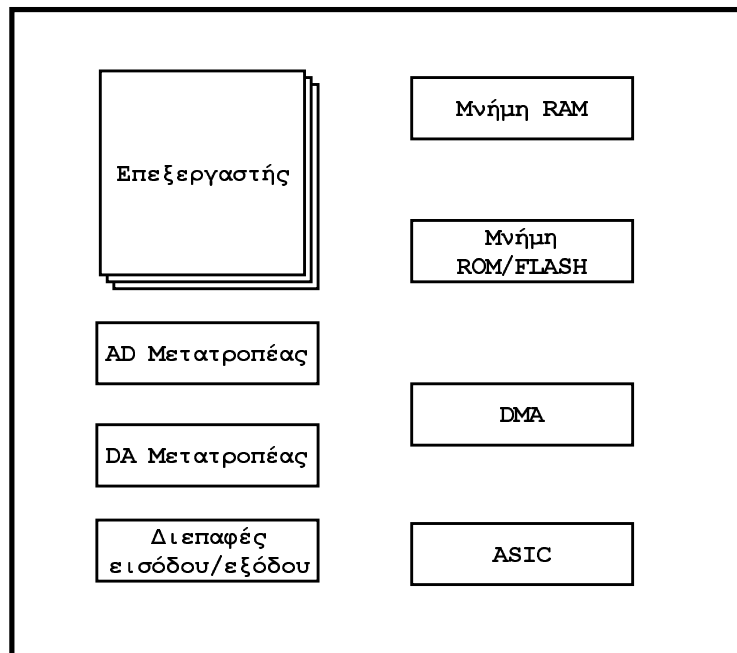 Επεξεργαστής
AD Μετατροπέας
DA Μετατροπέας
Διεπαφές
εισόδου/εξόδου
Μνήμη RAM
Μνήμη
ROM/FLASH
DMA
ASIC